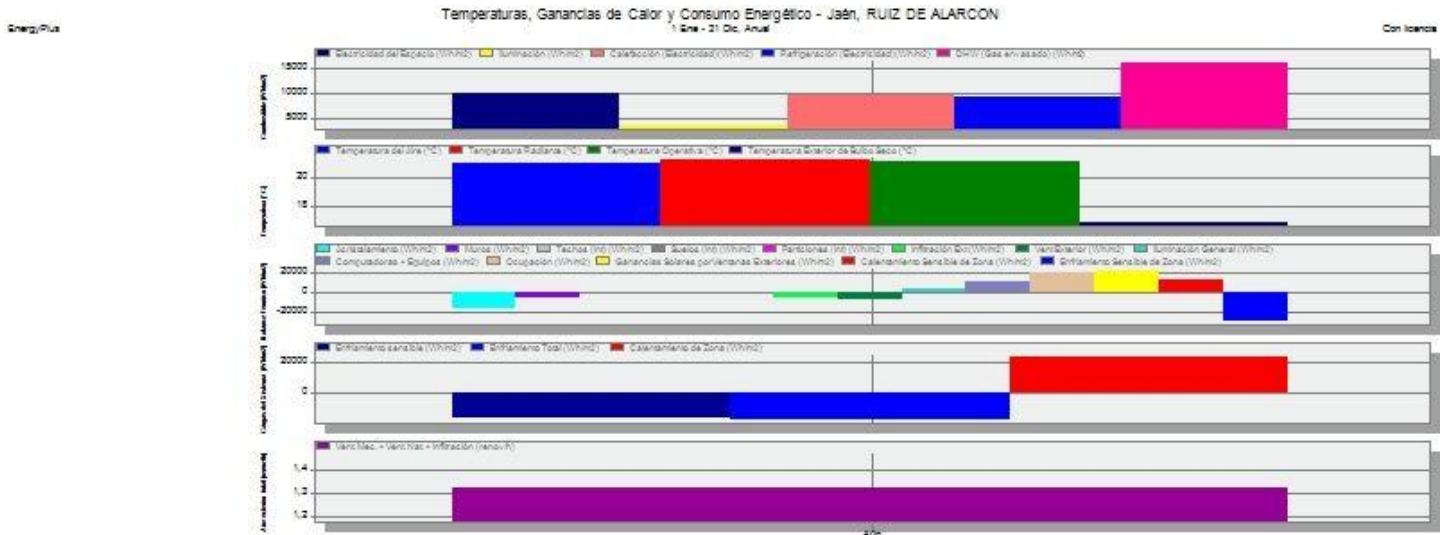 Temperaturas, Ganancias de Calor y Consumo Energético - Jaén, RUIZ DE ALARCON
EnergyPlus
1 Ene - 31 Dic, Anual
Con licencia
Electricidad del Espacio (Wh/m2) Iluminación (Wh/m2) Calefacción (Electricidad) (Wh/m2) Refrigeración (Electricidad) (Wh/m2) DHW (Gas envasado) (Wh/m2)
15000
10000
5000
Temperatura del Aire (°C) Temperatura Radiante (°C) Temperatura Operativa (°C) Temperatura Exterior de Bulbo Seco (°C)
Temperatura (°C)
20
15
Acristalamiento (Wh/m2) Muros (Wh/m2) Techos (int) (Wh/m2) Suelos (int) (Wh/m2) Particiones (int) (Wh/m2) Infiltración Ext (Wh/m2) Vent Exterior (Wh/m2) Iluminación General (Wh/m2)
Computadoras + Equipos (Wh/m2) Ocupación (Wh/m2) Ganancias Solares por Ventanas Exteriores (Wh/m2) Calentamiento Sensible de Zona (Wh/m2) Enfriamiento Sensible de Zona (Wh/m2)
20000
0
-20000
Enfriamiento sensible (Wh/m2) Enfriamiento Total (Wh/m2) Calentamiento de Zona (Wh/m2)
20000
0
Vent Mec. + Vent Nat + Infiltración (renov/h)
1,4
1,3
1,2
Año